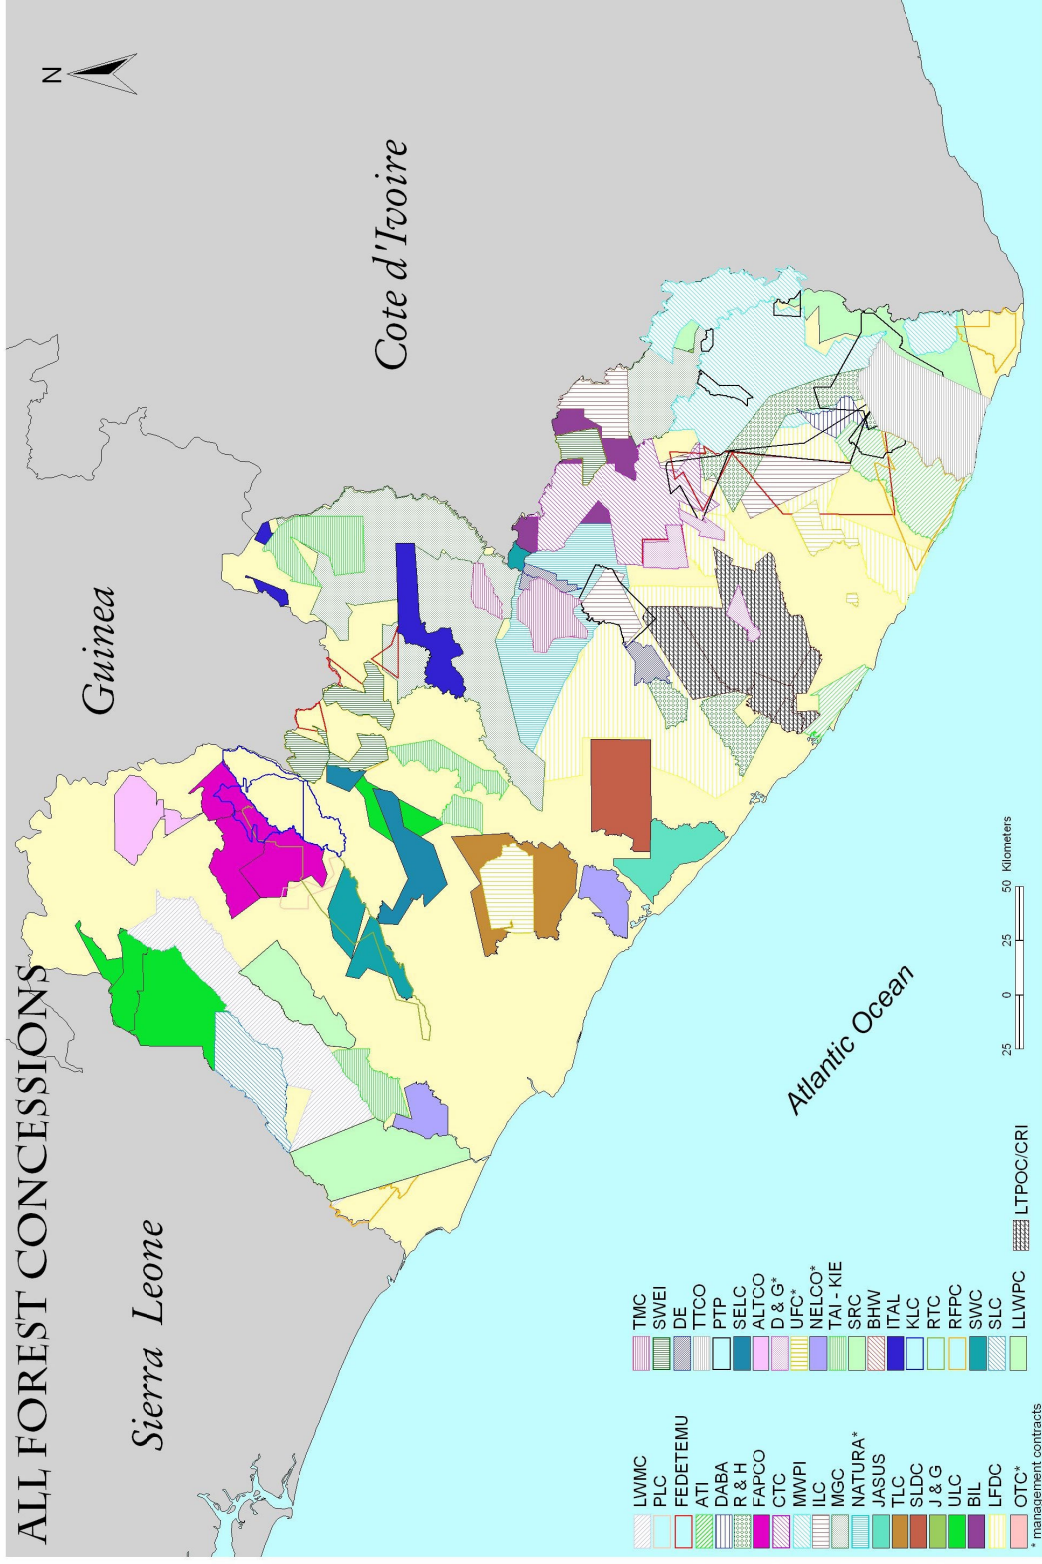 ALL FOREST CONCESSIONS
N
Guinea
Sierra Leone
Cote d'Ivoire
Atlantic Ocean
25 0 25 50 Kilometers
LWMC
PLC
FEDETEMU
ATI
DABA
R & H
FAPCO
CTC
MWPI
ILC
MGC
NATURA*
JASUS
TLC
SLDC
J & G
ULC
BIL
LFDC
OTC*
* management contracts
TMC
SWEI
DE
TTCO
PTP
SELC
ALTCO
D & G*
UFC*
NELCO*
TAI - KIE
SRC
BHW
ITAL
KLC
RTC
RFPC
SWC
SLC
LLWPC
LTPOC/CRI